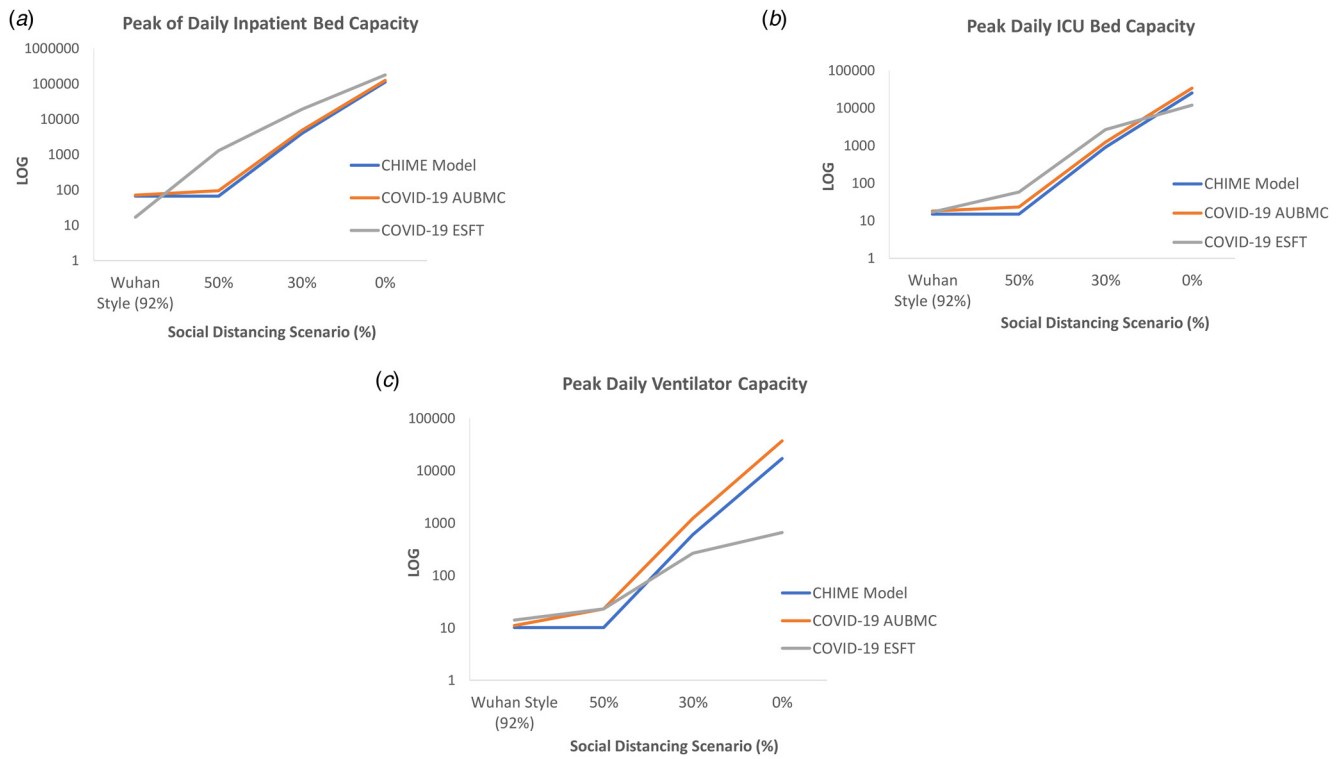 (a)
Peak of Daily Inpatient Bed Capacity
1000000
100000
10000
1000
100
10
1
LOG
CHIME Model
COVID-19 AUBMC
COVID-19 ESFT
Wuhan
Style (92%)
50%
30%
0%
Social Distancing Scenario (%)
(b)
Peak Daily ICU Bed Capacity
100000
10000
1000
100
10
1
LOG
CHIME Model
COVID-19 AUBMC
COVID-19 ESFT
Wuhan
Style (92%)
50%
30%
0%
Social Distancing Scenario (%)
(c)
Peak Daily Ventilator Capacity
100000
10000
1000
100
10
1
LOG
CHIME Model
COVID-19 AUBMC
COVID-19 ESFT
Wuhan Style
(92%)
50%
30%
0%
Social Distancing Scenario (%)